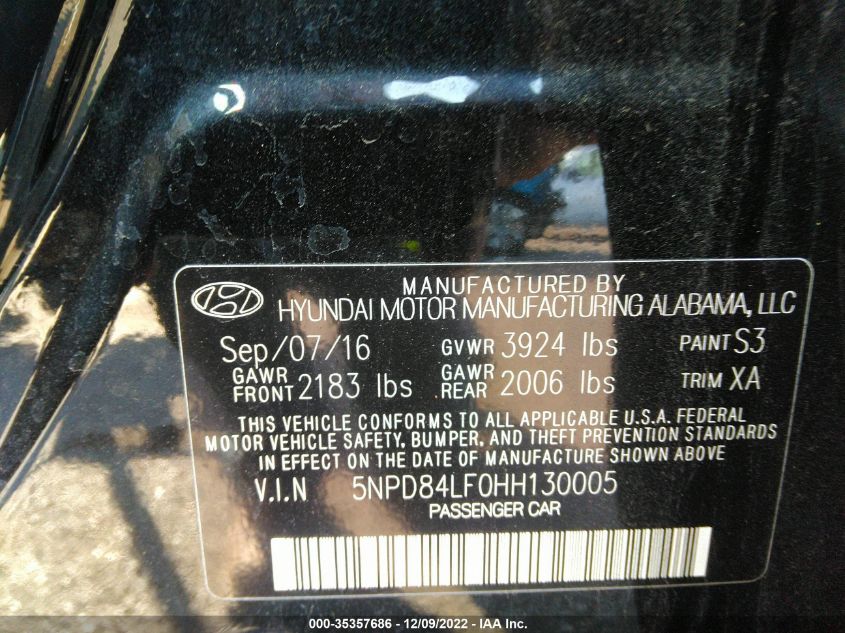 MANUFACTURED BY
HYUNDAI MOTOR MANUFACTURING ALABAMA, LLC
Sep/07/16 GVWR 3924 lbs PAINT S3
GAWR FRONT 2183 lbs GAWR REAR 2006 lbs TRIM XA
THIS VEHICLE CONFORMS TO ALL APPLICABLE U.S.A. FEDERAL
MOTOR VEHICLE SAFETY, BUMPER, AND THEFT PREVENTION STANDARDS
IN EFFECT ON THE DATE OF MANUFACTURE SHOWN ABOVE
V.I.N 5NPD84LF0HH130005
PASSENGER CAR
000-35357686 - 12/09/2022 - IAA Inc.